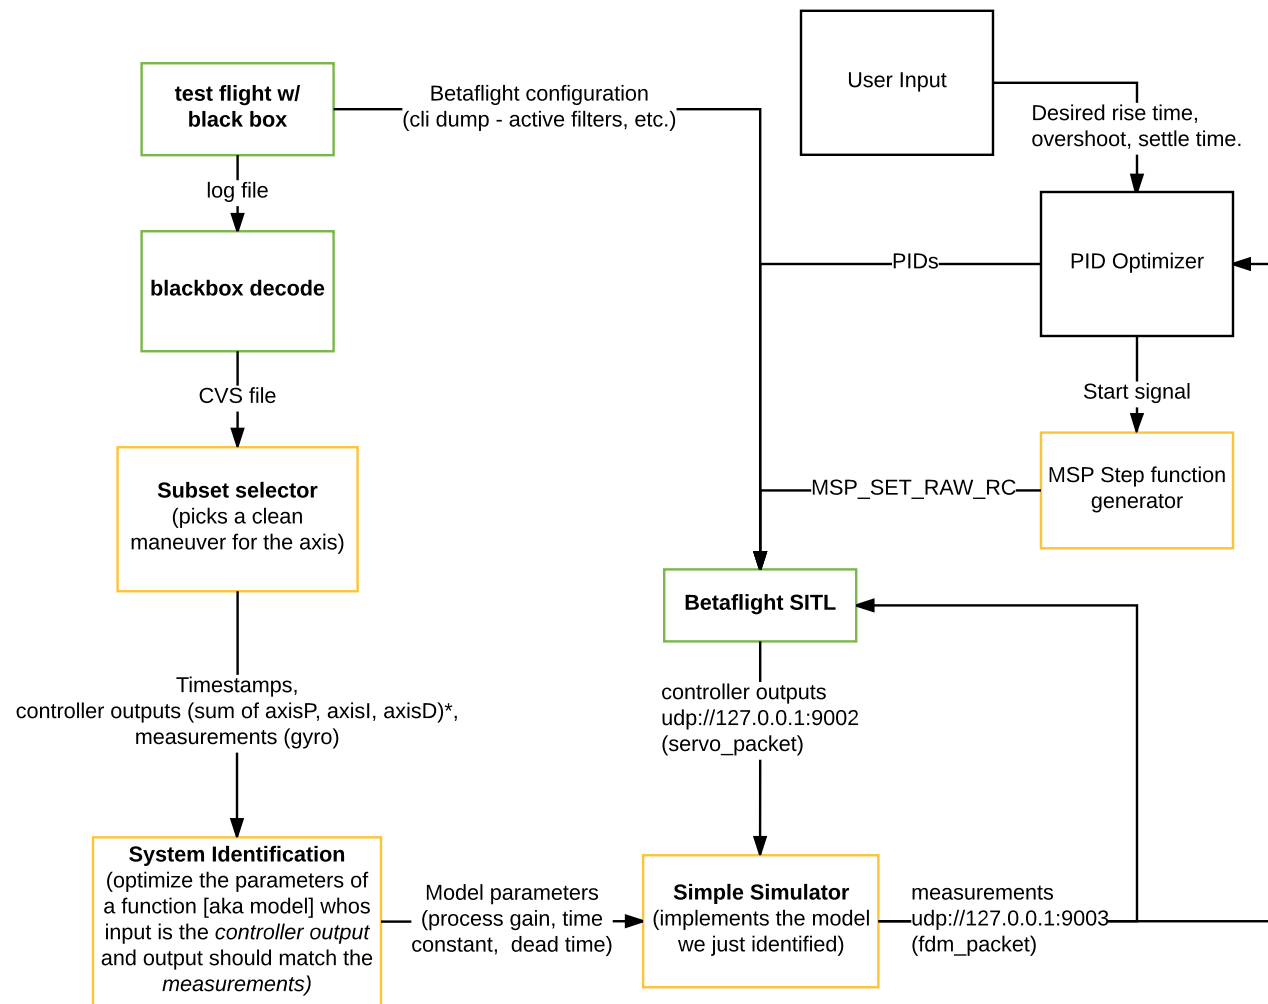 User Input
test flight w/
black box
Betaflight configuration
(cli dump - active filters, etc.)
Desired rise time,
overshoot, settle time.
log file
blackbox decode
PIDs
PID Optimizer
CVS file
Start signal
Subset selector
(picks a clean
maneuver for the axis)
MSP_SET_RAW_RC
MSP Step function
generator
Betaflight SITL
Timestamps,
controller outputs (sum of axisP, axisI, axisD)*,
measurements (gyro)
controller outputs
udp://127.0.0.1:9002
(servo_packet)
System Identification
(optimize the parameters of
a function [aka model] whos
input is the controller output
and output should match the
measurements)
Model parameters
(process gain, time
constant, dead time)
Simple Simulator
(implements the model
we just identified)
measurements
udp://127.0.0.1:9003
(fdm_packet)